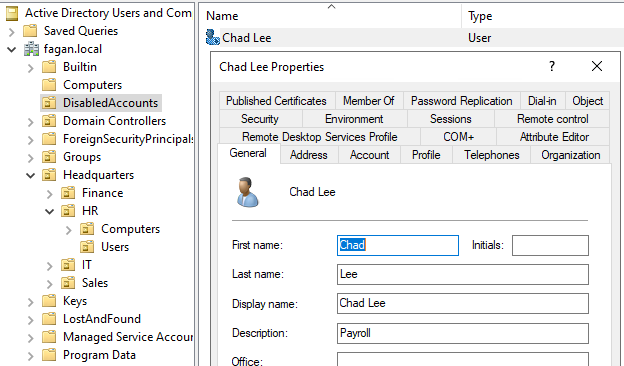 Active Directory Users and Com
Saved Queries
fagan.local
Builtin
Computers
DisabledAccounts
Domain Controllers
ForeignSecurityPrincipals
Groups
Headquarters
Finance
HR
Computers
Users
IT
Sales
Keys
LostAndFound
Managed Service Accour
Program Data
Name Type
Chad Lee User
Chad Lee Properties ? ×
Published Certificates Member Of Password Replication Dial-in Object
Security Environment Sessions Remote control
Remote Desktop Services Profile COM+ Attribute Editor
General Address Account Profile Telephones Organization
Chad Lee
First name: Chad Initials:
Last name: Lee
Display name: Chad Lee
Description: Payroll
Office: